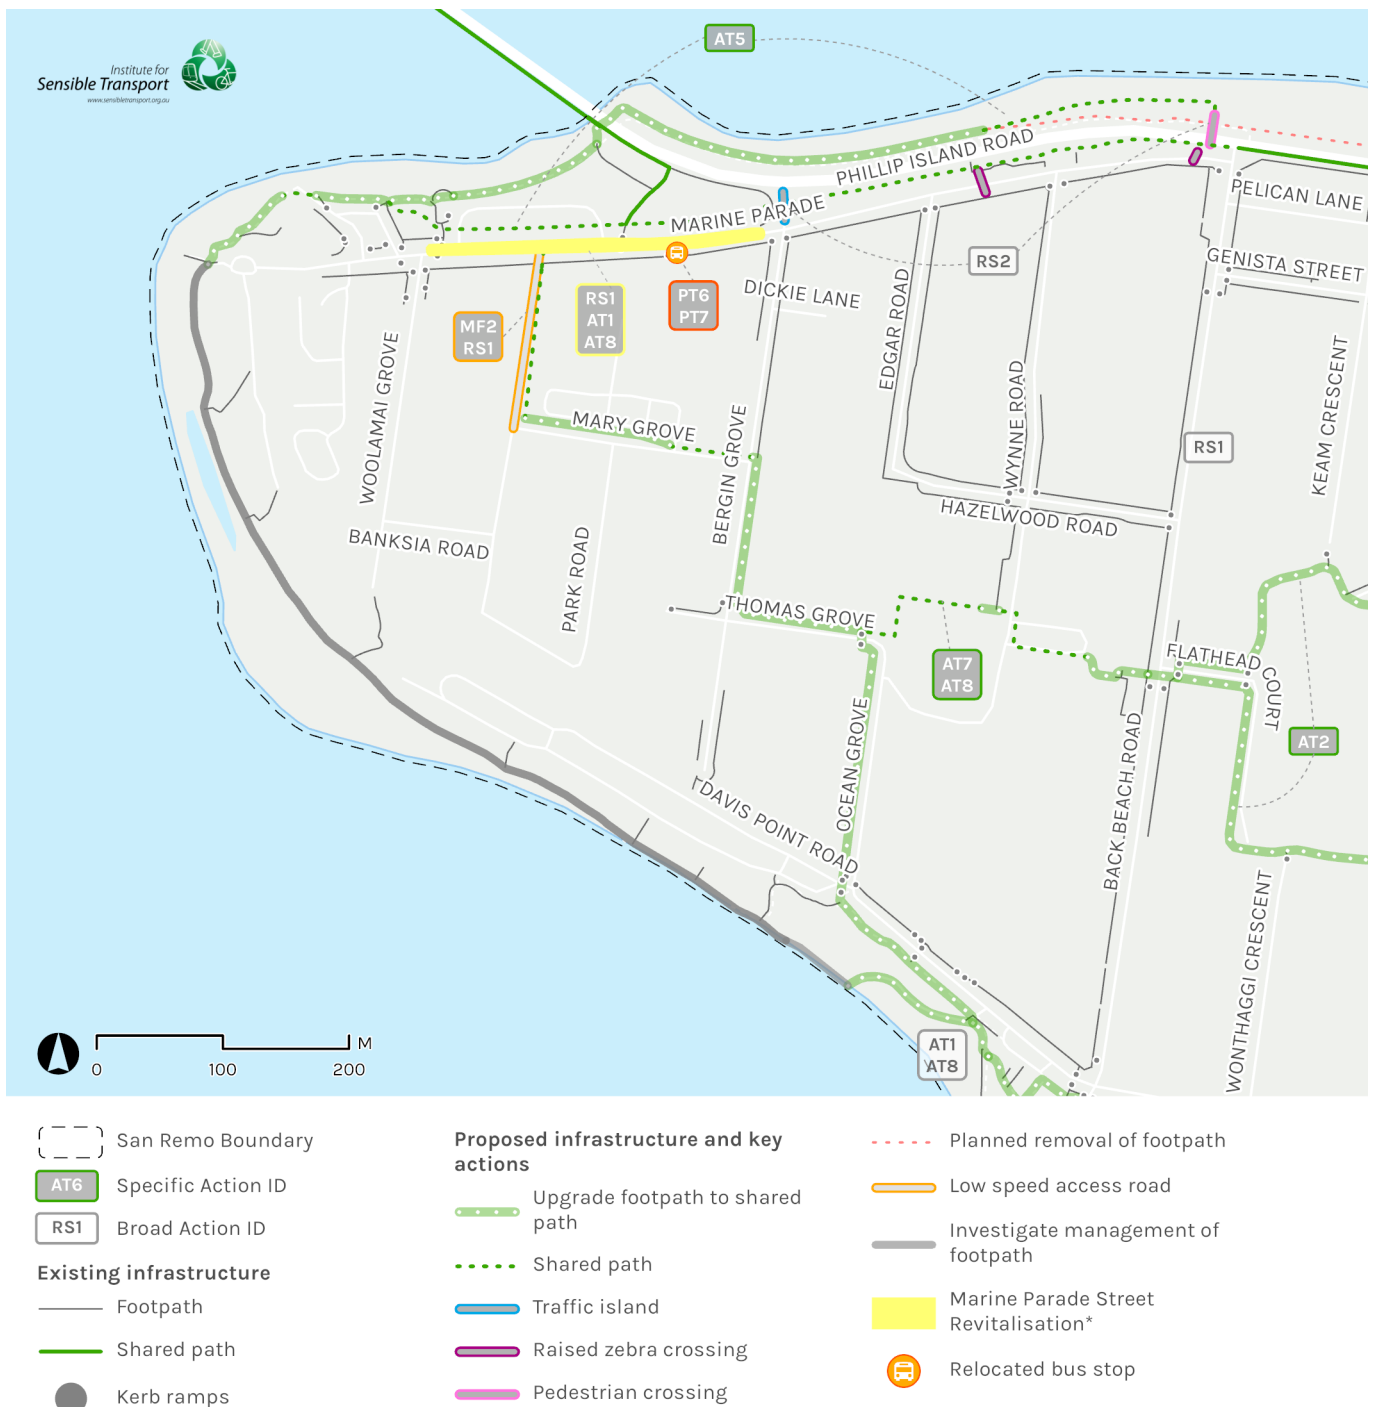 Institute for
Sensible Transport
www.sensibletransport.org.au
AT5
PHILLIP ISLAND ROAD
MARINE PARADE
PELICAN LANE
RS2
GENISTA STREET
DICKIE LANE
RS1
AT1
AT8
PT6
PT7
MF2
RS1
EDGAR ROAD
WOOLAMAI GROVE
KEAM CRESCENT
WYNNE ROAD
MARY GROVE
BERGIN GROVE
RS1
HAZELWOOD ROAD
BANKSIA ROAD
PARK ROAD
THOMAS GROVE
AT7
AT8
FLATHEAD COURT
OCEAN GROVE
AT2
BACK BEACH ROAD
DAVIS POINT ROAD
WONTHAGGI CRESCENT
AT1
AT8
M
0 100 200
San Remo Boundary
AT6 Specific Action ID
RS1 Broad Action ID
Existing infrastructure
Footpath
Shared path
Kerb ramps
Proposed infrastructure and key
actions
Upgrade footpath to shared
path
Shared path
Traffic island
Raised zebra crossing
Pedestrian crossing
Planned removal of footpath
Low speed access road
Investigate management of
footpath
Marine Parade Street
Revitalisation*
Relocated bus stop